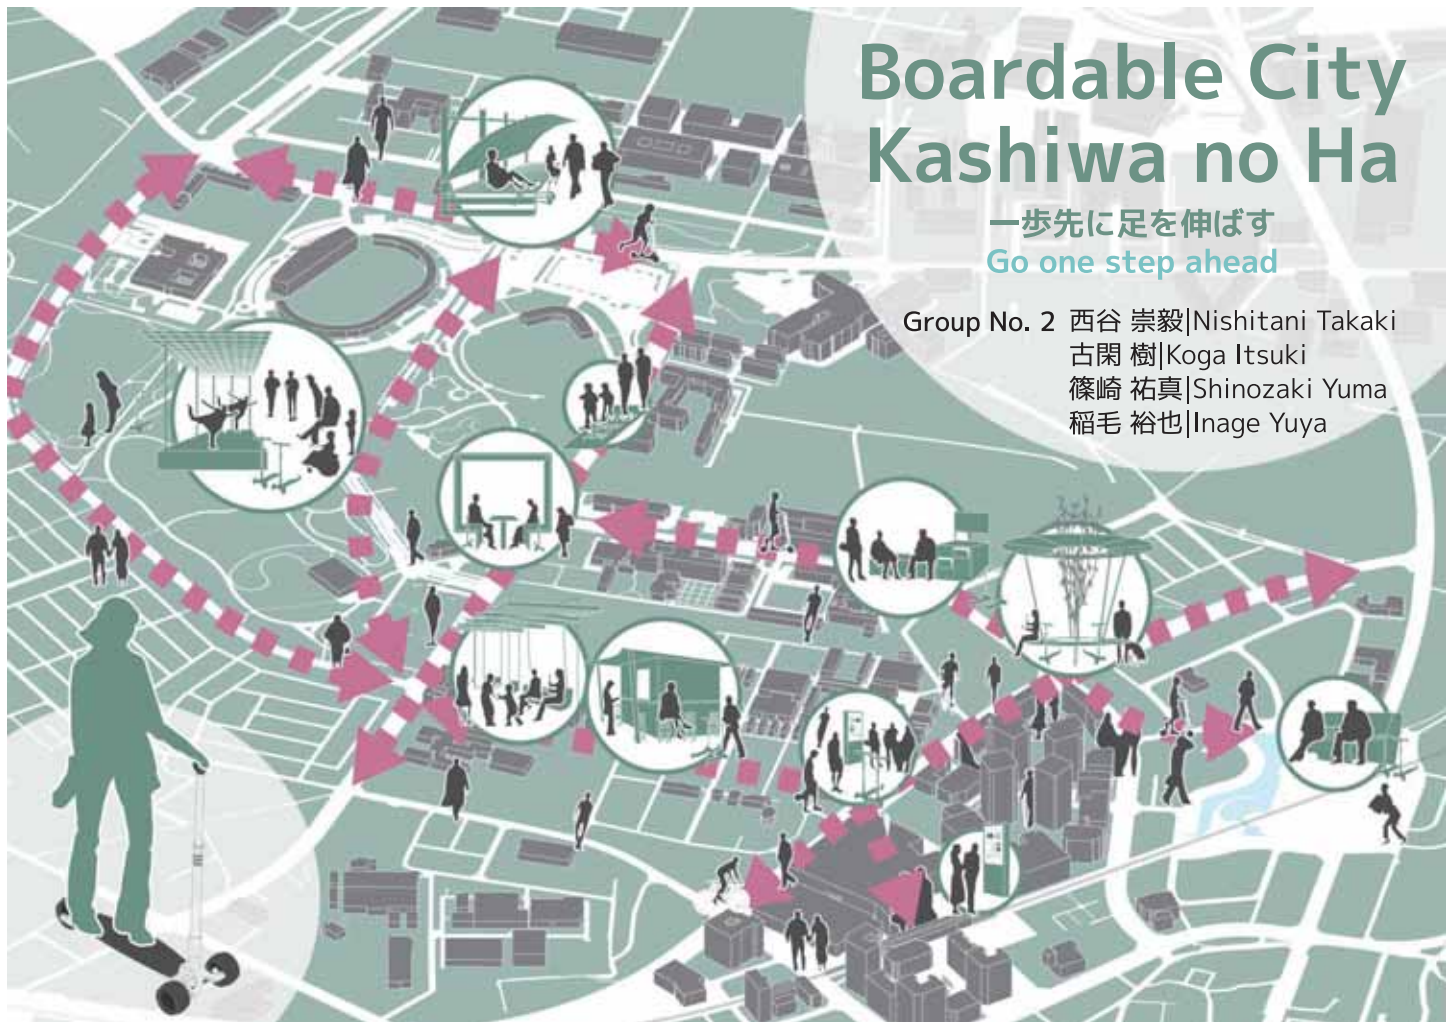 Boardable City
Kashiwa no Ha
一歩先に足を伸ばす
Go one step ahead
Group No. 2 西谷 崇毅|Nishitani Takaki
古閑 樹|Koga Itsuki
篠崎 祐真|Shinozaki Yuma
稲毛 裕也|Inage Yuya